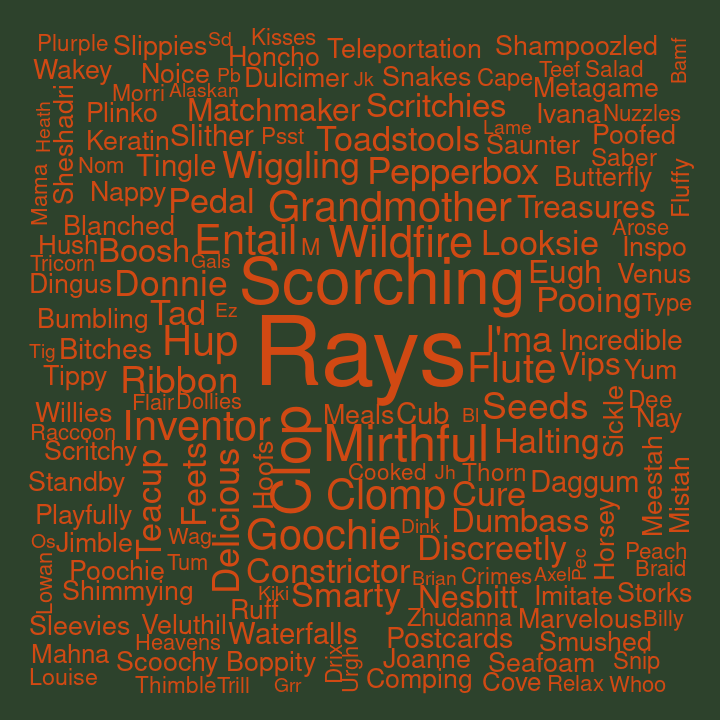 Plurple Slippies Sd Kisses Teleportation Shampoozled Bamf
Honcho
Wakey Noice Pb Dulcimer Jk Snakes Cape Teef Salad
Morri Alaskan Metagame
Heath Sheshadri Plinko Matchmaker Scritchies Ivana Nuzzles
Keratin Slither Psst Toadstools Lame Saunter Poofed
Nom Tingle Wiggling Pepperbox Butterfly Saber Fluffy
Mama Nappy Pedal Grandmother Treasures
Blanched Arose
Hush Boosh Entail M Wildfire Looksie Inspo
Tricorn Gals
Dingus Donnie Scorching Eugh Venus
Pooing Type
Bumbling Tad Ez
Tig Bitches Hup Rays I'ma Incredible
Tippy Ribbon Flute Vips Yum
Willies Flair Dollies Meals Cub Bl Seeds Sickle Dee Nay
Raccoon Inventor Clop Mirthful Halting
Scritchy Hoofs
Standby Teacup Feets Delicious Cooked Jh Thorn Daggum Meestah Mistah
Clomp Cure
Playfully Dink Dumbass Horsey
Os Jimble Wag Goochie Discreetly Peach
Lowan Poochie Tum Constrictor Brian Crimes Axel Pec Braid
Shimmying Kiki Smarty Nesbitt Imitate Storks
Ruff
Sleevies Veluthil Waterfalls Zhudanna Marvelous Billy
Heavens Postcards Smushed
Mahna Scoochy Boppity Drix Urgh Joanne Seafoam Snip
Louise Thimble Trill Grr Comping Cove Relax Whoo